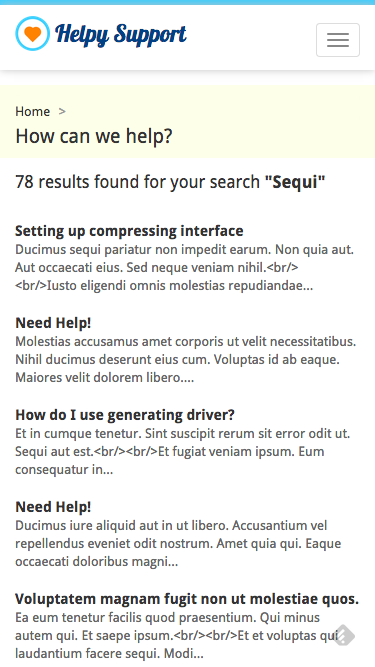 Helpy Support
Home >
How can we help?
78 results found for your search "Sequi"
Setting up compressing interface
Ducimus sequi pariatur non impedit earum. Non quia aut.
Aut occaecati eius. Sed neque veniam nihil.<br/>
<br/>Iusto eligendi omnis molestias repudiandae...
Need Help!
Molestias accusamus amet corporis ut velit necessitatibus.
Nihil ducimus deserunt eius cum. Voluptas id ab eaque.
Maiores velit dolorem libero....
How do I use generating driver?
Et in cumque tenetur. Sint suscipit rerum sit error odit ut.
Sequi aut est.<br/><br/>Et fugiat veniam ipsum. Eum
consequatur in...
Need Help!
Ducimus iure aliquid aut in ut libero. Accusantium vel
repellendus eveniet odit nostrum. Amet quia qui. Eaque
occaecati doloribus magni...
Voluptatem magnam fugit non ut molestiae quos.
Ea eum tenetur facilis quod praesentium. Qui minus
autem qui. Et saepe ipsum.<br/><br/>Et et voluptas qui
laudantium facere sequi. Modi...